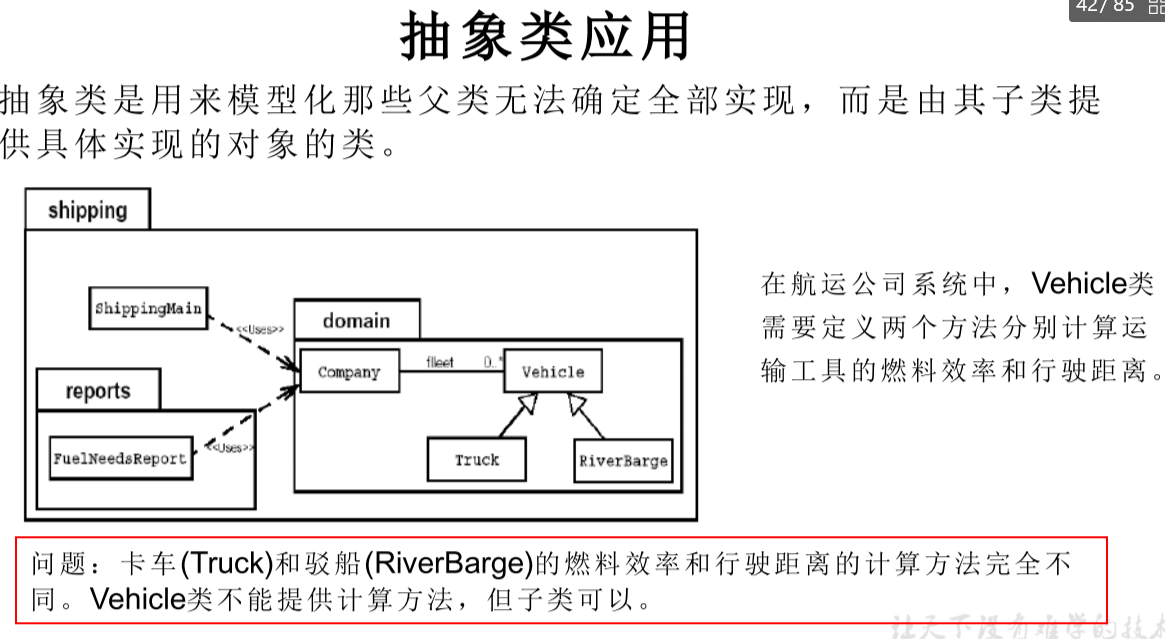 42/ 85
抽象类应用
抽象类是用来模型化那些父类无法确定全部实现，而是由其子类提
供具体实现的对象的类。
shipping
ShippingMain
<<Uses>>
domain
Company
fleet
0..*
Vehicle
reports
FuelNeedsReport
<<Uses>>
Truck
RiverBarge
在航运公司系统中，Vehicle类
需要定义两个方法分别计算运
输工具的燃料效率和行驶距离。
问题：卡车(Truck)和驳船(RiverBarge)的燃料效率和行驶距离的计算方法完全不
同。Vehicle类不能提供计算方法，但子类可以。
让天下没有难学的技术